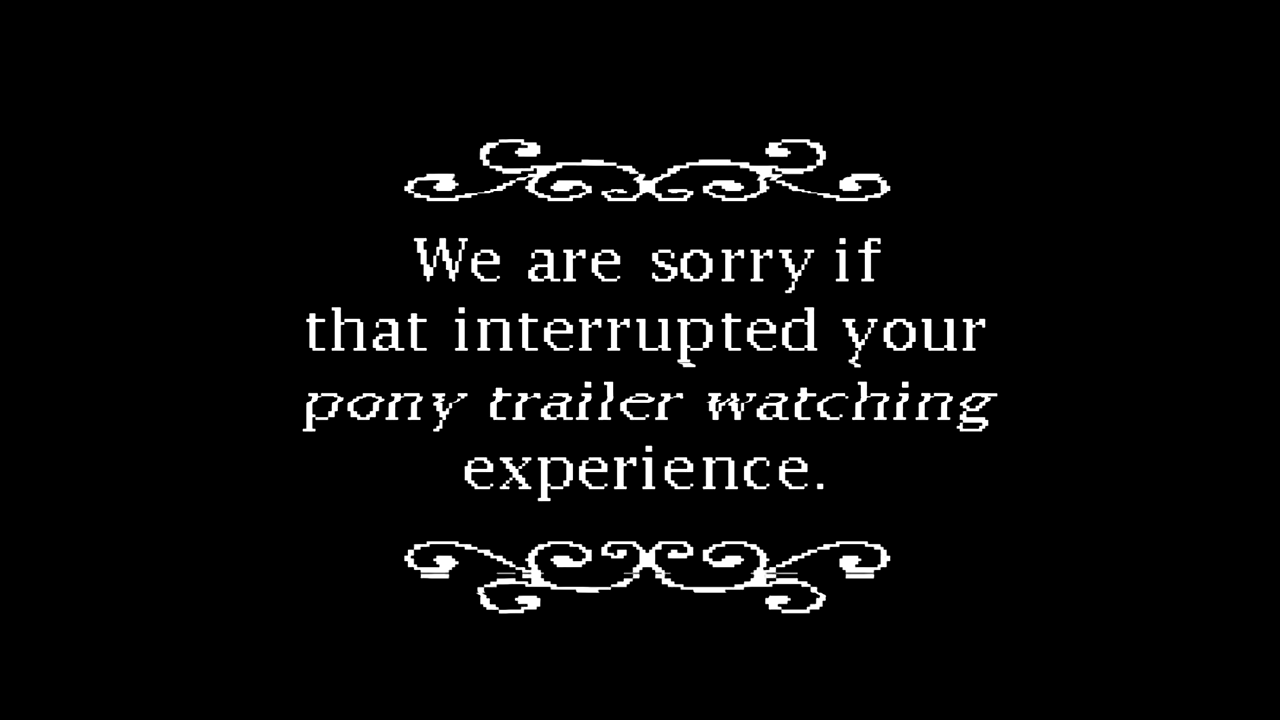 We are sorry if
that interrupted your
pony trailer watching
experience.